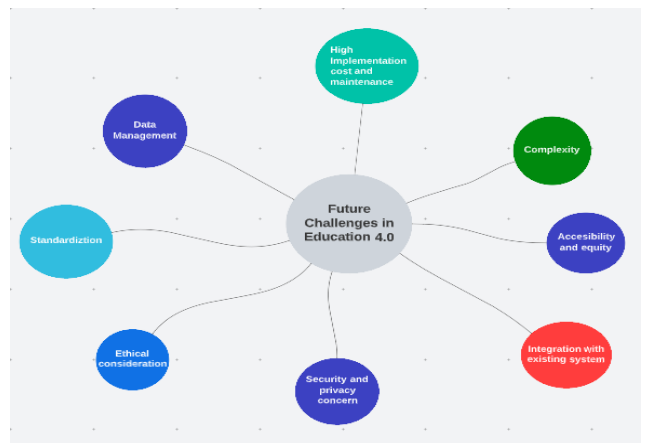 High
Implementation
cost and
maintenance
Data
Management
Complexity
Future
Challenges in
Education 4.0
Standardiztion
Accesibility
and equity
Ethical
consideration
Integration with
existing system
Security and
privacy
concern